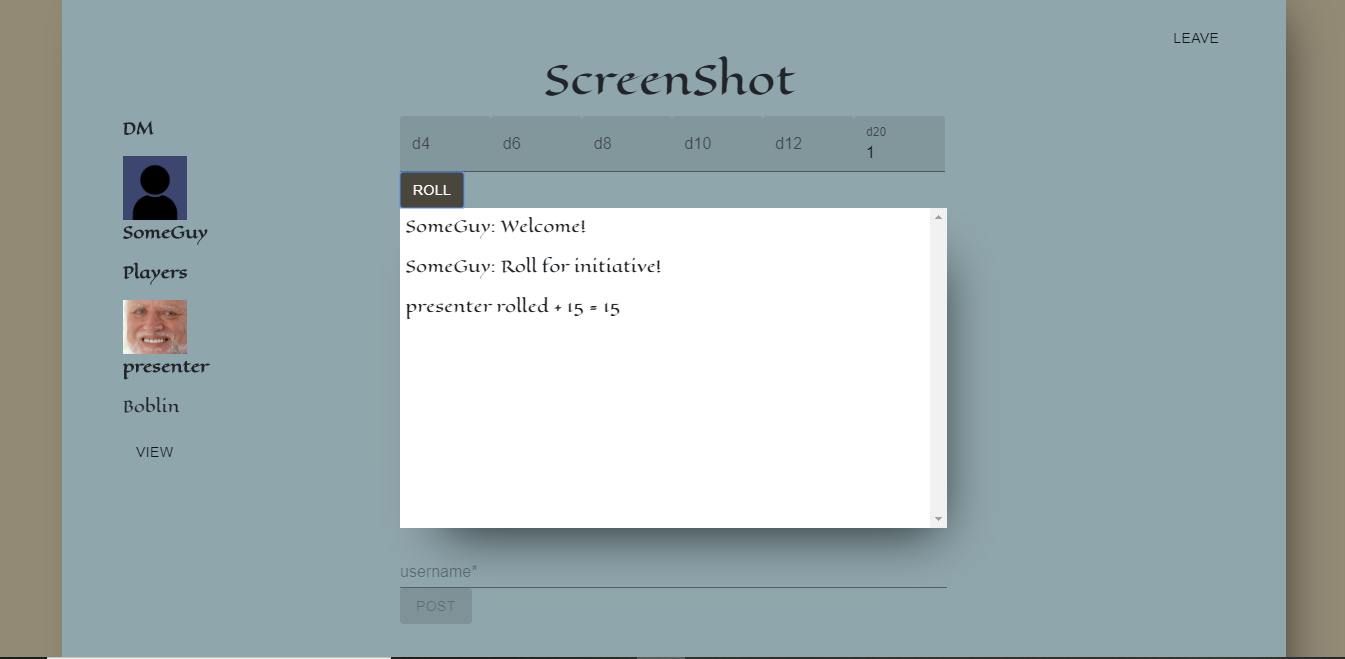 LEAVE
ScreenShot
DM
SomeGuy
Players
presenter
Boblin
VIEW
d4 d6 d8 d10 d12 d20
1
ROLL
SomeGuy: Welcome!
SomeGuy: Roll for initiative!
presenter rolled + 15 = 15
username*
POST